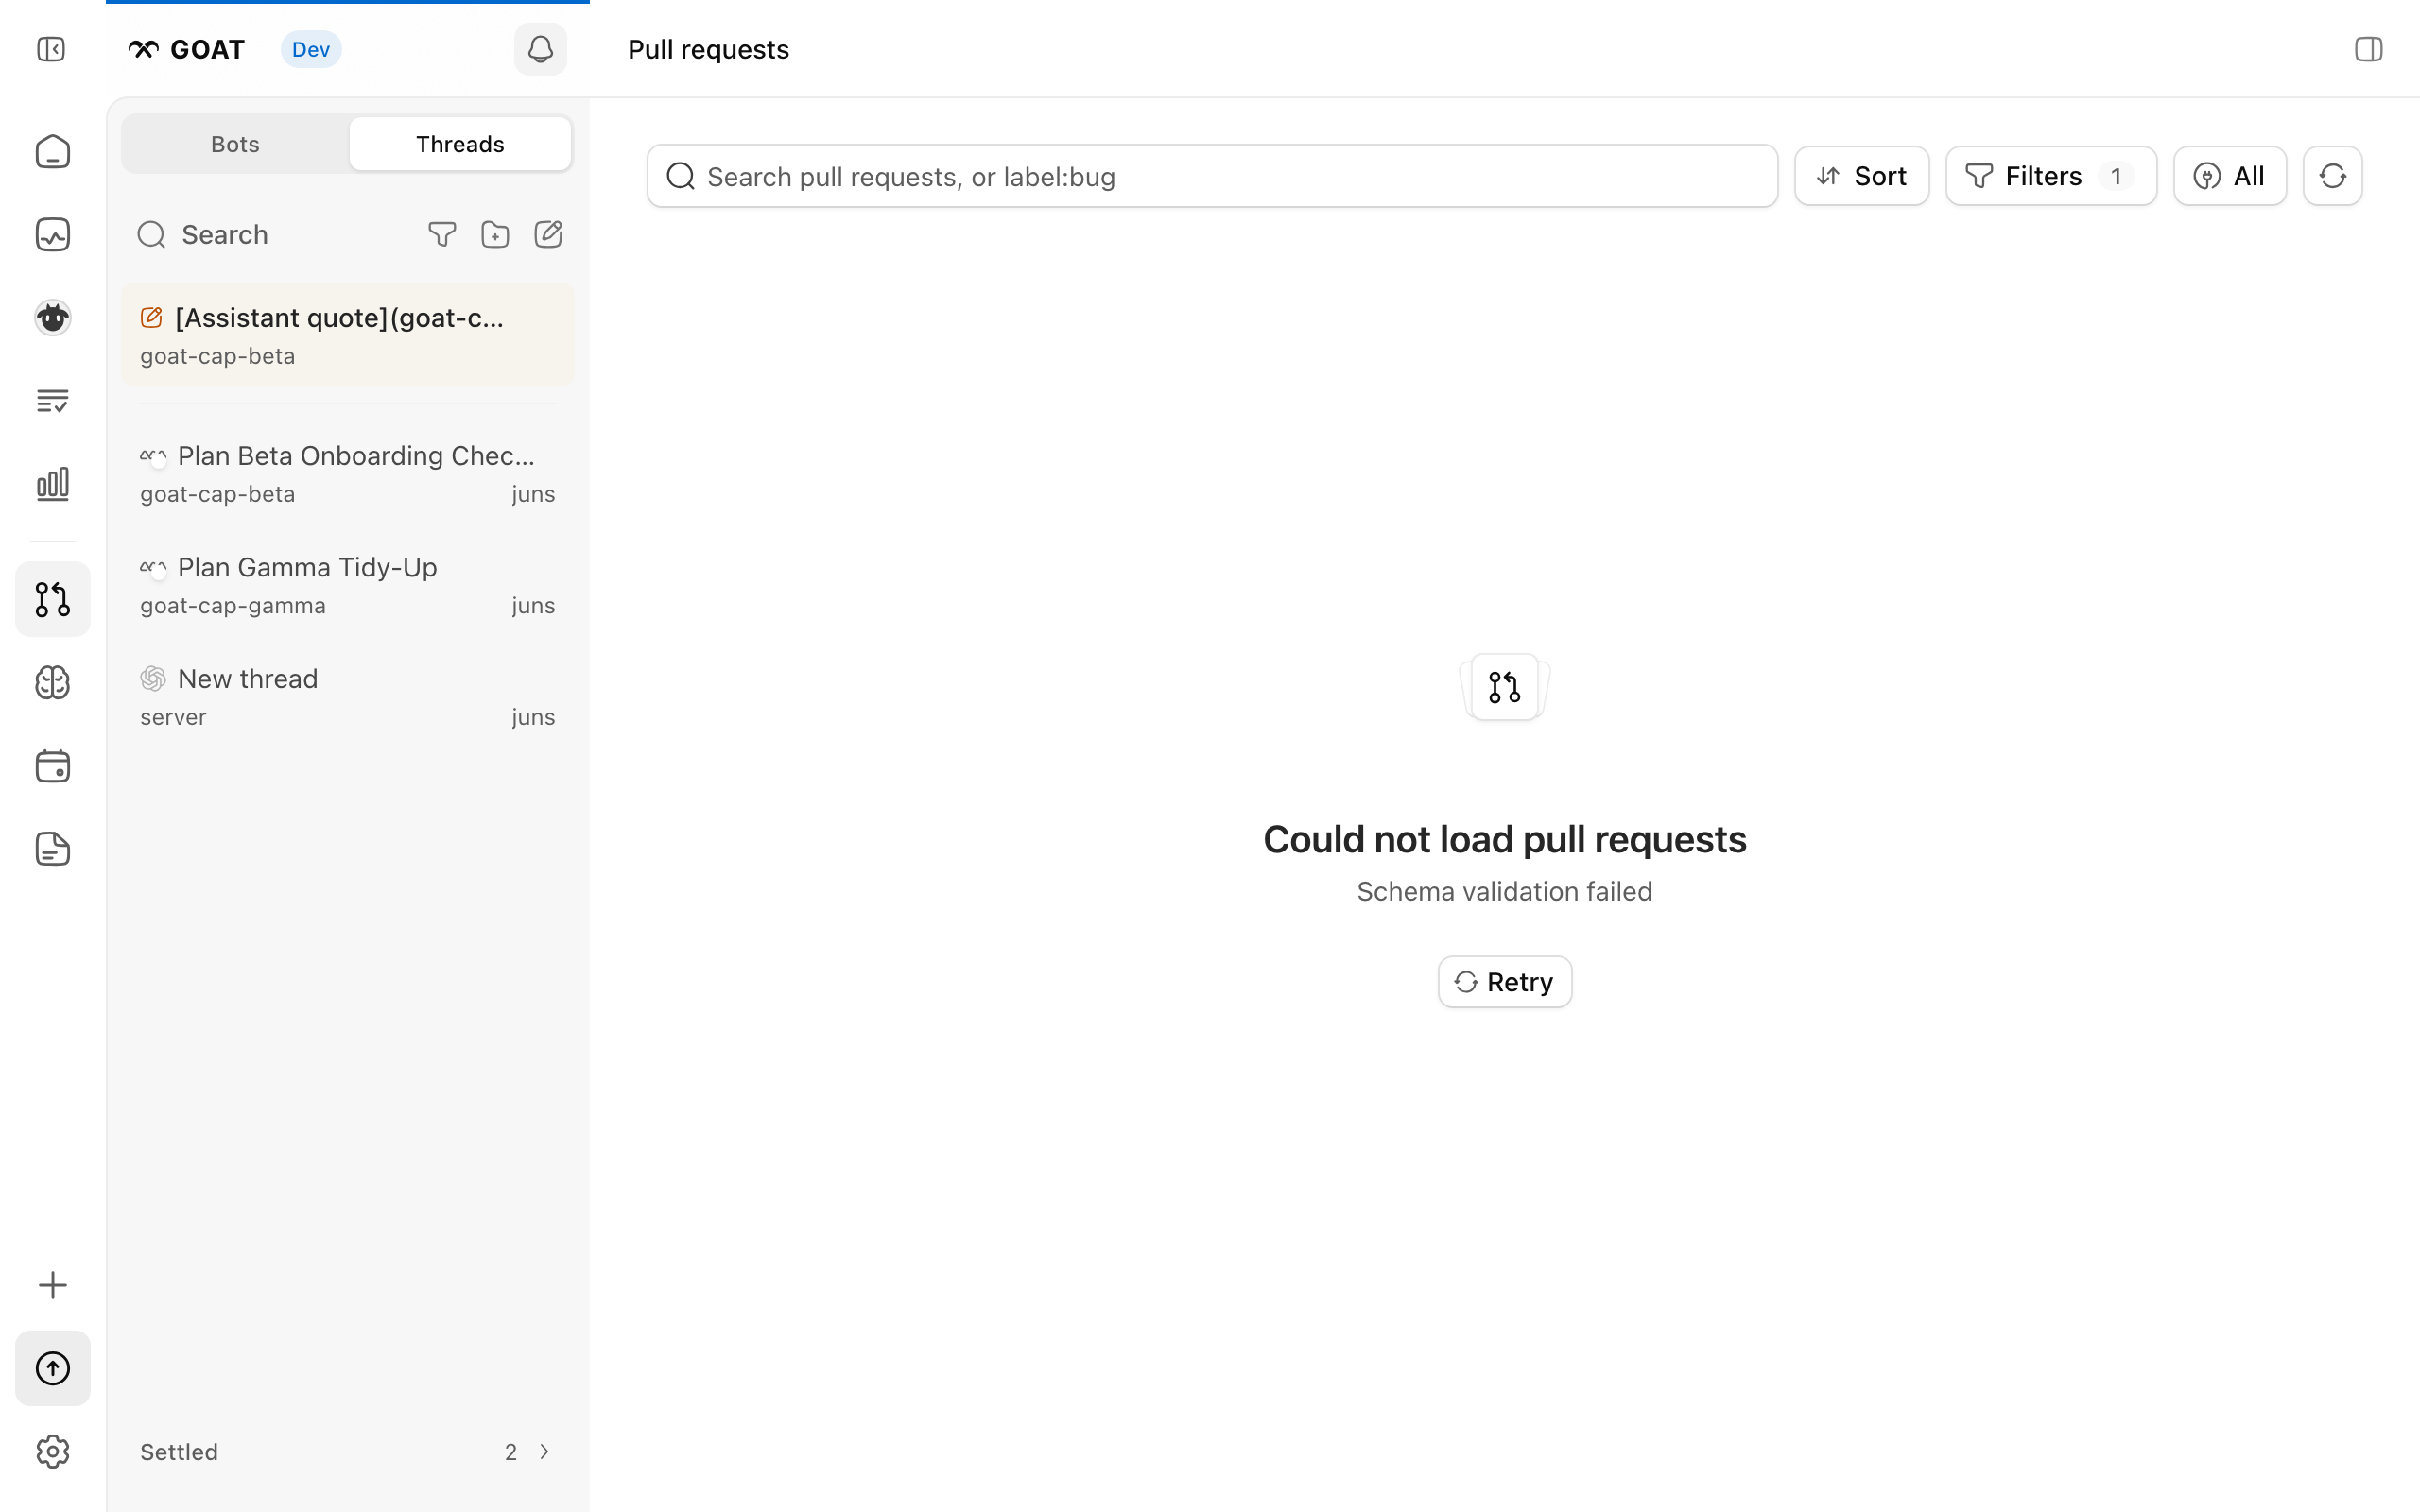 GOAT
Dev
Pull requests
Bots
Threads
Search pull requests, or label:bug
Sort
Filters
1
All
Search
[Assistant quote](goat-c...
goat-cap-beta
Plan Beta Onboarding Chec...
goat-cap-beta
juns
Plan Gamma Tidy-Up
goat-cap-gamma
juns
New thread
server
juns
Could not load pull requests
Schema validation failed
Retry
Settled
2